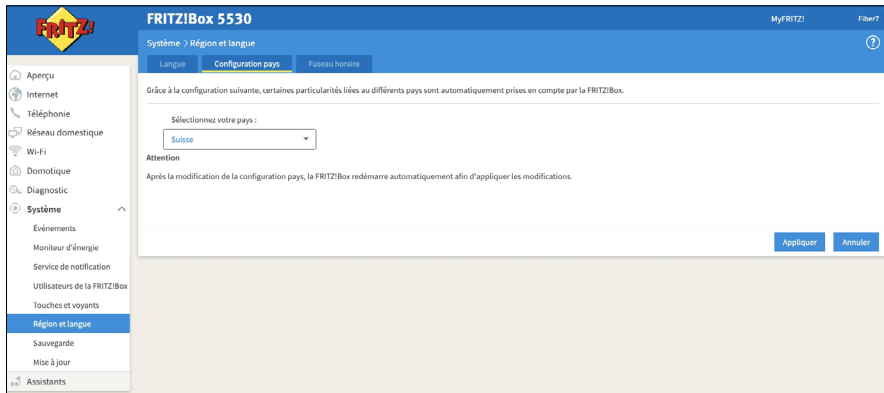 FRITZ!
FRITZ!Box 5530
MyFRITZ!
Fiber7
Système > Région et langue
?
Langue
Configuration pays
Fuseau horaire
Aperçu
Internet
Téléphonie
Réseau domestique
Wi-Fi
Domotique
Diagnostic
Système
Événements
Moniteur d'énergie
Service de notification
Utilisateurs de la FRITZ!Box
Touches et voyants
Région et langue
Sauvegarde
Mise à jour
Assistants
Grâce à la configuration suivante, certaines particularités liées au différents pays sont automatiquement prises en compte par la FRITZ!Box.
Sélectionnez votre pays :
Suisse
Attention
Après la modification de la configuration pays, la FRITZ!Box redémarre automatiquement afin d'appliquer les modifications.
Appliquer
Annuler